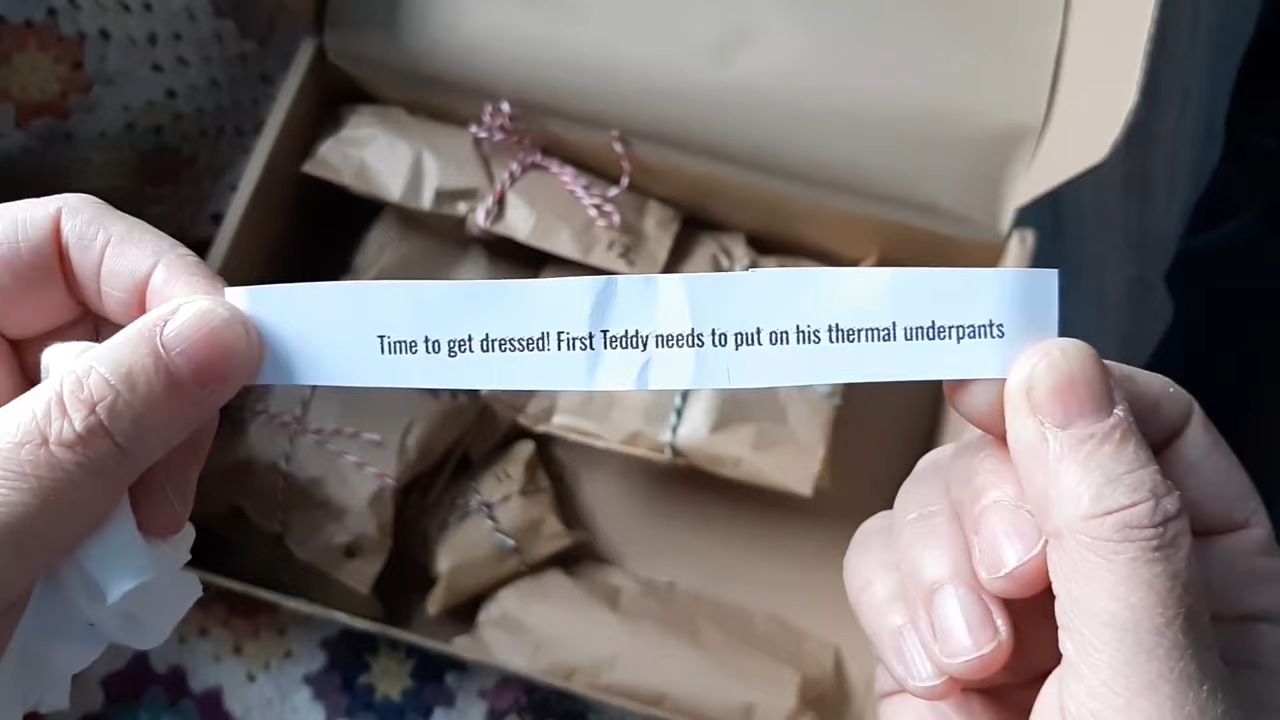 Time to get dressed! First Teddy needs to put on his thermal underpants